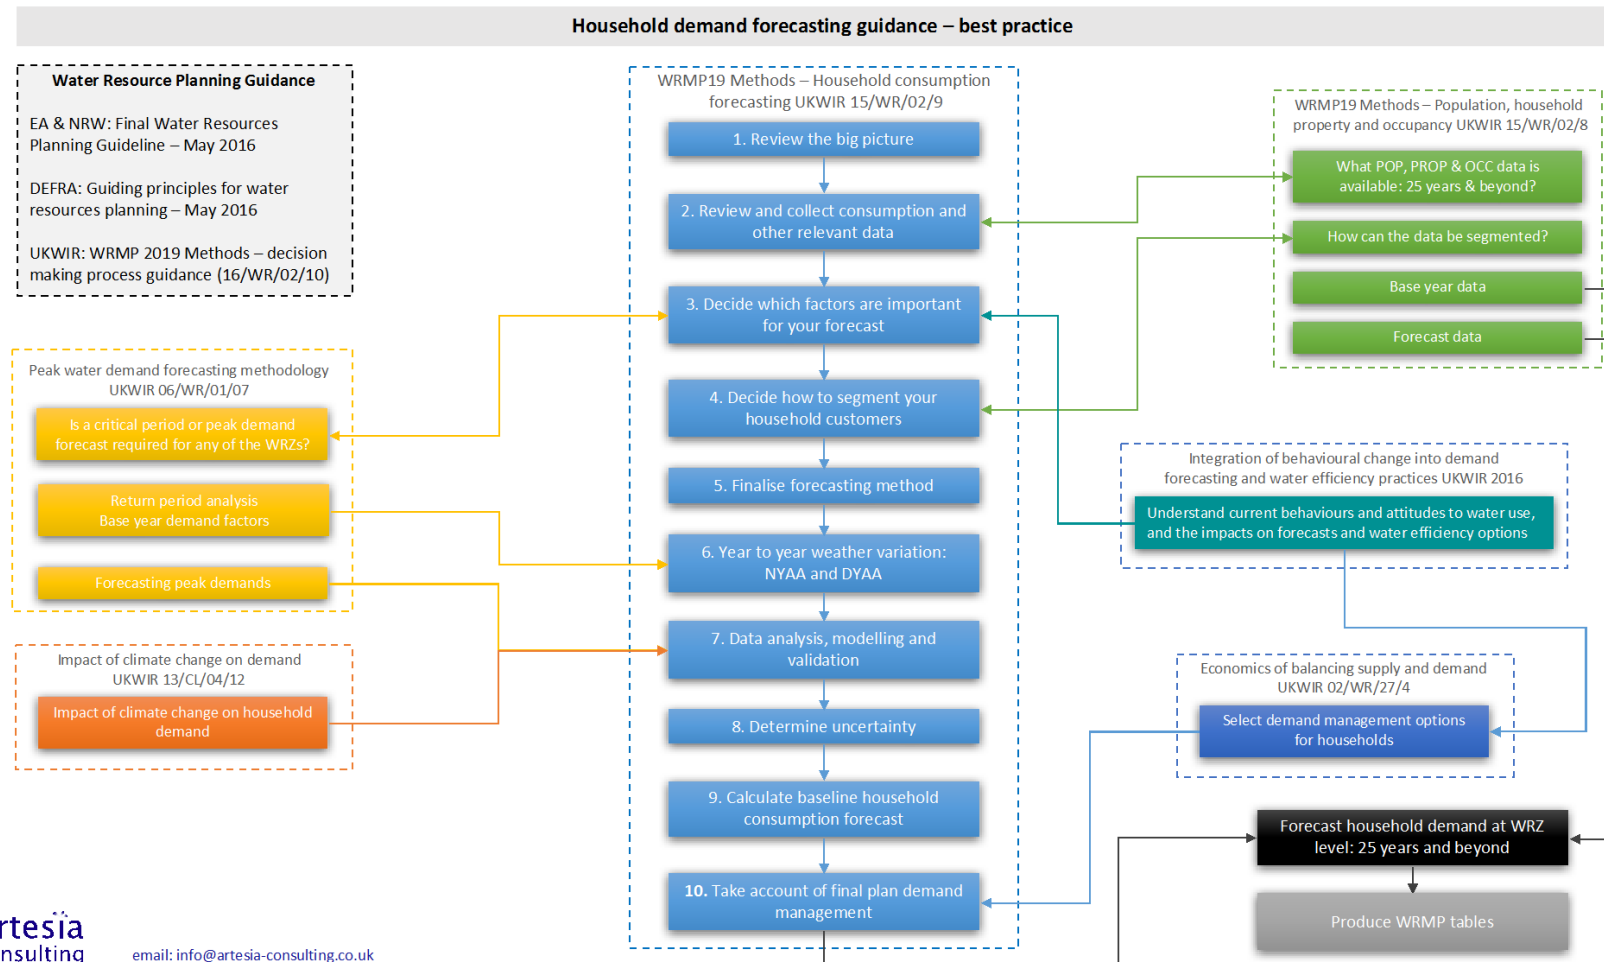 Household demand forecasting guidance – best practice
Water Resource Planning Guidance
EA & NRW: Final Water Resources
Planning Guideline – May 2016
DEFRA: Guiding principles for water
resources planning – May 2016
UKWIR: WRMP 2019 Methods – decision
making process guidance (16/WR/02/10)
Peak water demand forecasting methodology
UKWIR 06/WR/01/07
Is a critical period or peak demand
forecast required for any of the WRZs?
Return period analysis
Base year demand factors
Forecasting peak demands
Impact of climate change on demand
UKWIR 13/CL/04/12
Impact of climate change on household
demand
WRMP19 Methods – Household consumption
forecasting UKWIR 15/WR/02/9
1. Review the big picture
2. Review and collect consumption and
other relevant data
3. Decide which factors are important
for your forecast
4. Decide how to segment your
household customers
5. Finalise forecasting method
6. Year to year weather variation:
NYAA and DYAA
7. Data analysis, modelling and
validation
8. Determine uncertainty
9. Calculate baseline household
consumption forecast
10. Take account of final plan demand
management
WRMP19 Methods – Population, household
property and occupancy UKWIR 15/WR/02/8
What POP, PROP & OCC data is
available: 25 years & beyond?
How can the data be segmented?
Base year data
Forecast data
Integration of behavioural change into demand
forecasting and water efficiency practices UKWIR 2016
Understand current behaviours and attitudes to water use,
and the impacts on forecasts and water efficiency options
Economics of balancing supply and demand
UKWIR 02/WR/27/4
Select demand management options
for households
Forecast household demand at WRZ
level: 25 years and beyond
Produce WRMP tables
rtesia
nsulting
email: info@artesia-consulting.co.uk